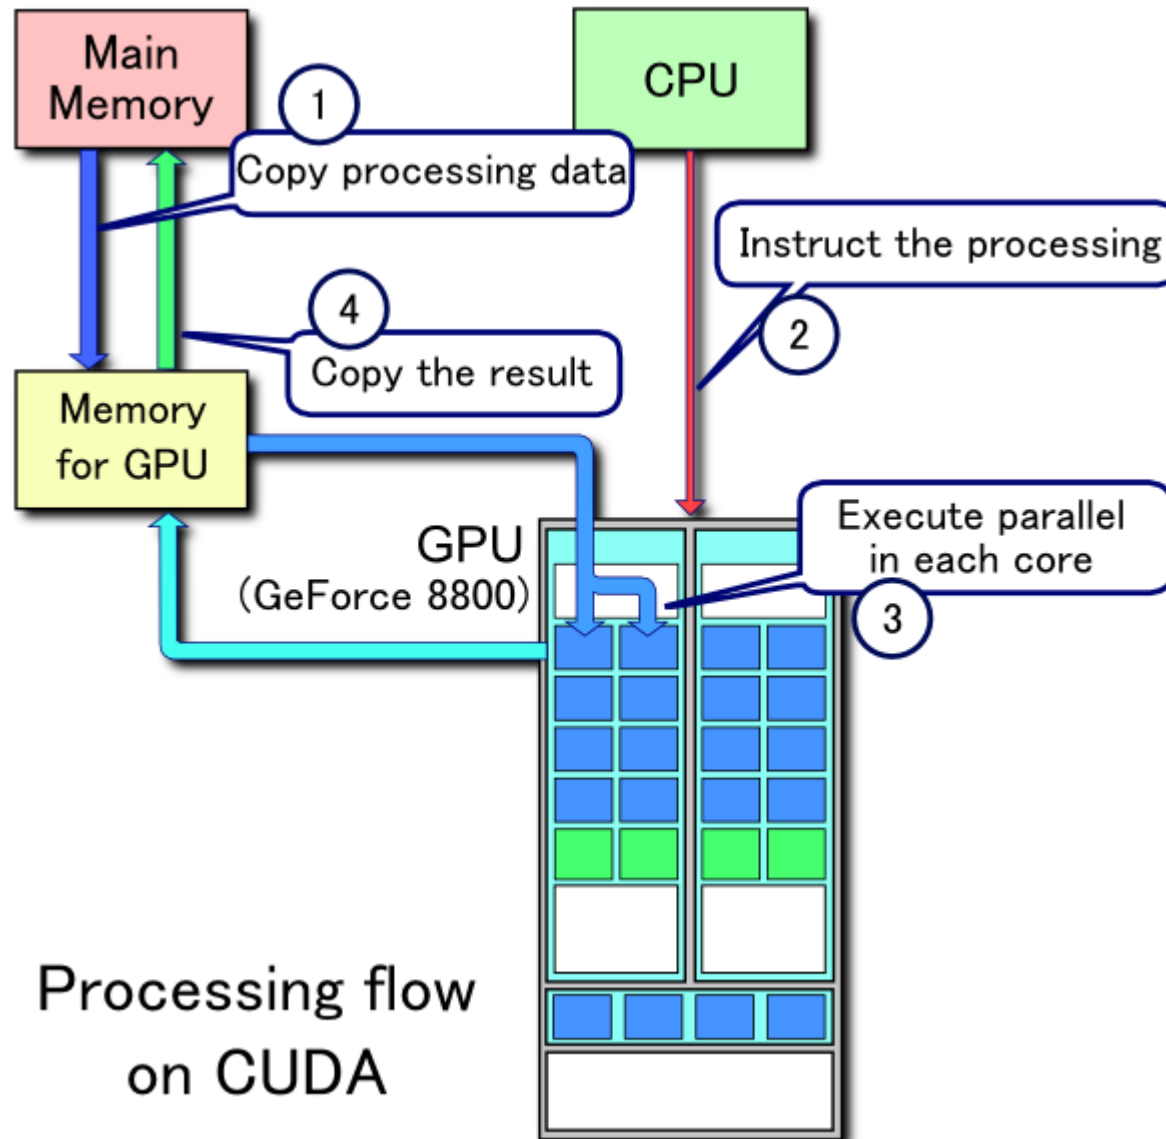 Main
Memory
CPU
1
Copy processing data
Instruct the processing
2
4
Copy the result
Memory
for GPU
GPU
(GeForce 8800)
Execute parallel
in each core
3
Processing flow
on CUDA